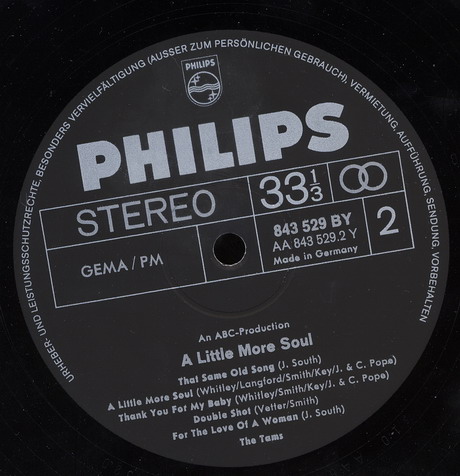 URHEBER- UND LEISTUNGSSCHUTZRECHTE, BESONDERS VERVIELFÄLTIGUNG (AUSSER ZUM PERSÖNLICHEN GEBRAUCH), VERMIETUNG, AUFFÜHRUNG, SENDUNG, VORBEHALTEN
PHILIPS
PHILIPS
STEREO
33 1/3
843 529 BY
AA 843 529.2 Y
Made in Germany
2
GEMA / PM
An ABC-Production
A Little More Soul
That Same Old Song (J. South)
A Little More Soul (Whitley/Langford/Smith/Key/J. & C. Pope)
Thank You For My Baby (Whitley/Smith/Key/J. & C. Pope)
Double Shot (Vetter/Smith)
For The Love Of A Woman (J. South)
The Tams